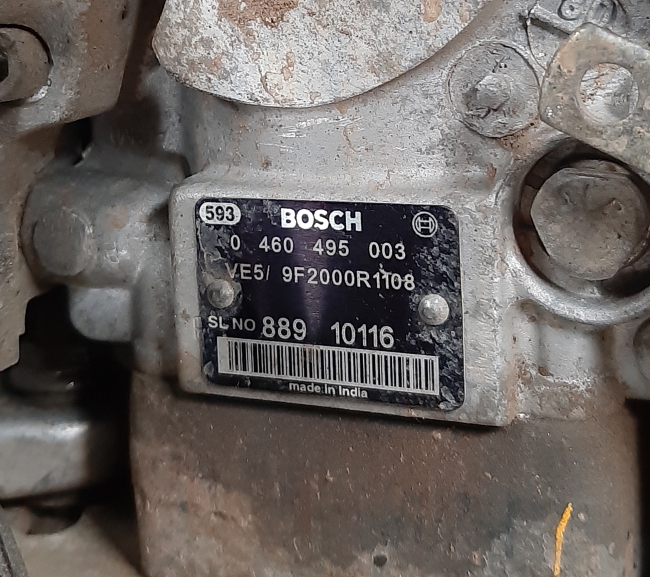 593 BOSCH
0 460 495 003
VE5/ 9F2000R1108
SL NO 889 10116
made in India